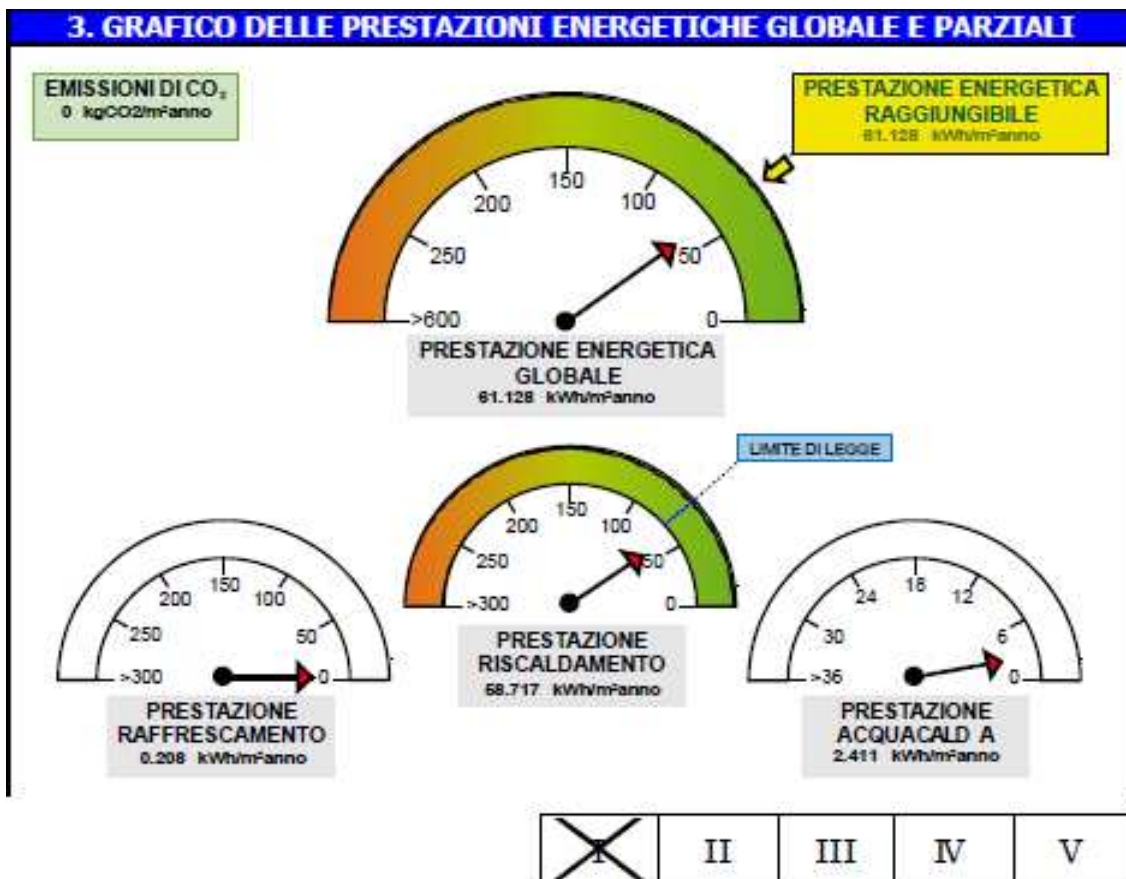 3. GRAFICO DELLE PRESTAZIONI ENERGETICHE GLOBALE E PARZIALI
EMISSIONI DI CO₂
0 kgCO2/m²anno
PRESTAZIONE ENERGETICA
RAGGIUNGIBILE
61.128 kWh/m²anno
>600
250
200
150
100
50
0
PRESTAZIONE ENERGETICA
GLOBALE
61.128 kWh/m²anno
LIMITE DI LEGGE
>300
250
200
150
100
50
0
PRESTAZIONE
RAFFRESCAMENTO
0.208 kWh/m²anno
>300
250
200
150
100
50
0
PRESTAZIONE
RISCALDAMENTO
58.717 kWh/m²anno
>36
30
24
18
12
6
0
PRESTAZIONE
ACQUACALD A
2.411 kWh/m²anno
I II III IV V